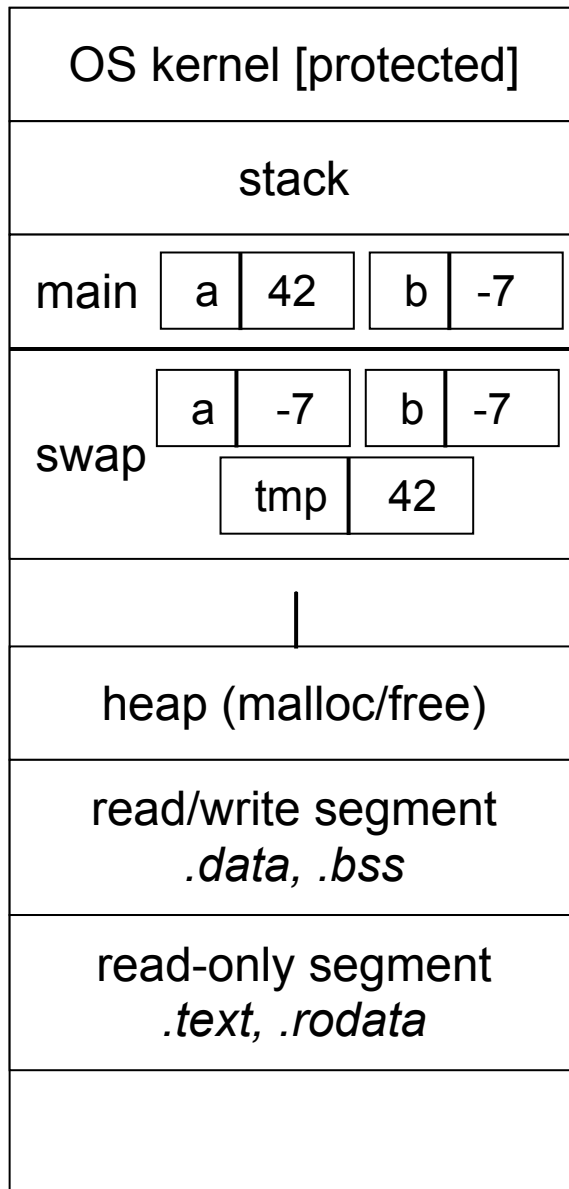 OS kernel [protected]
stack
main a 42 b -7
a -7 b -7
swap
tmp 42
heap (malloc/free)
read/write segment
.data, .bss
read-only segment
.text, .rodata